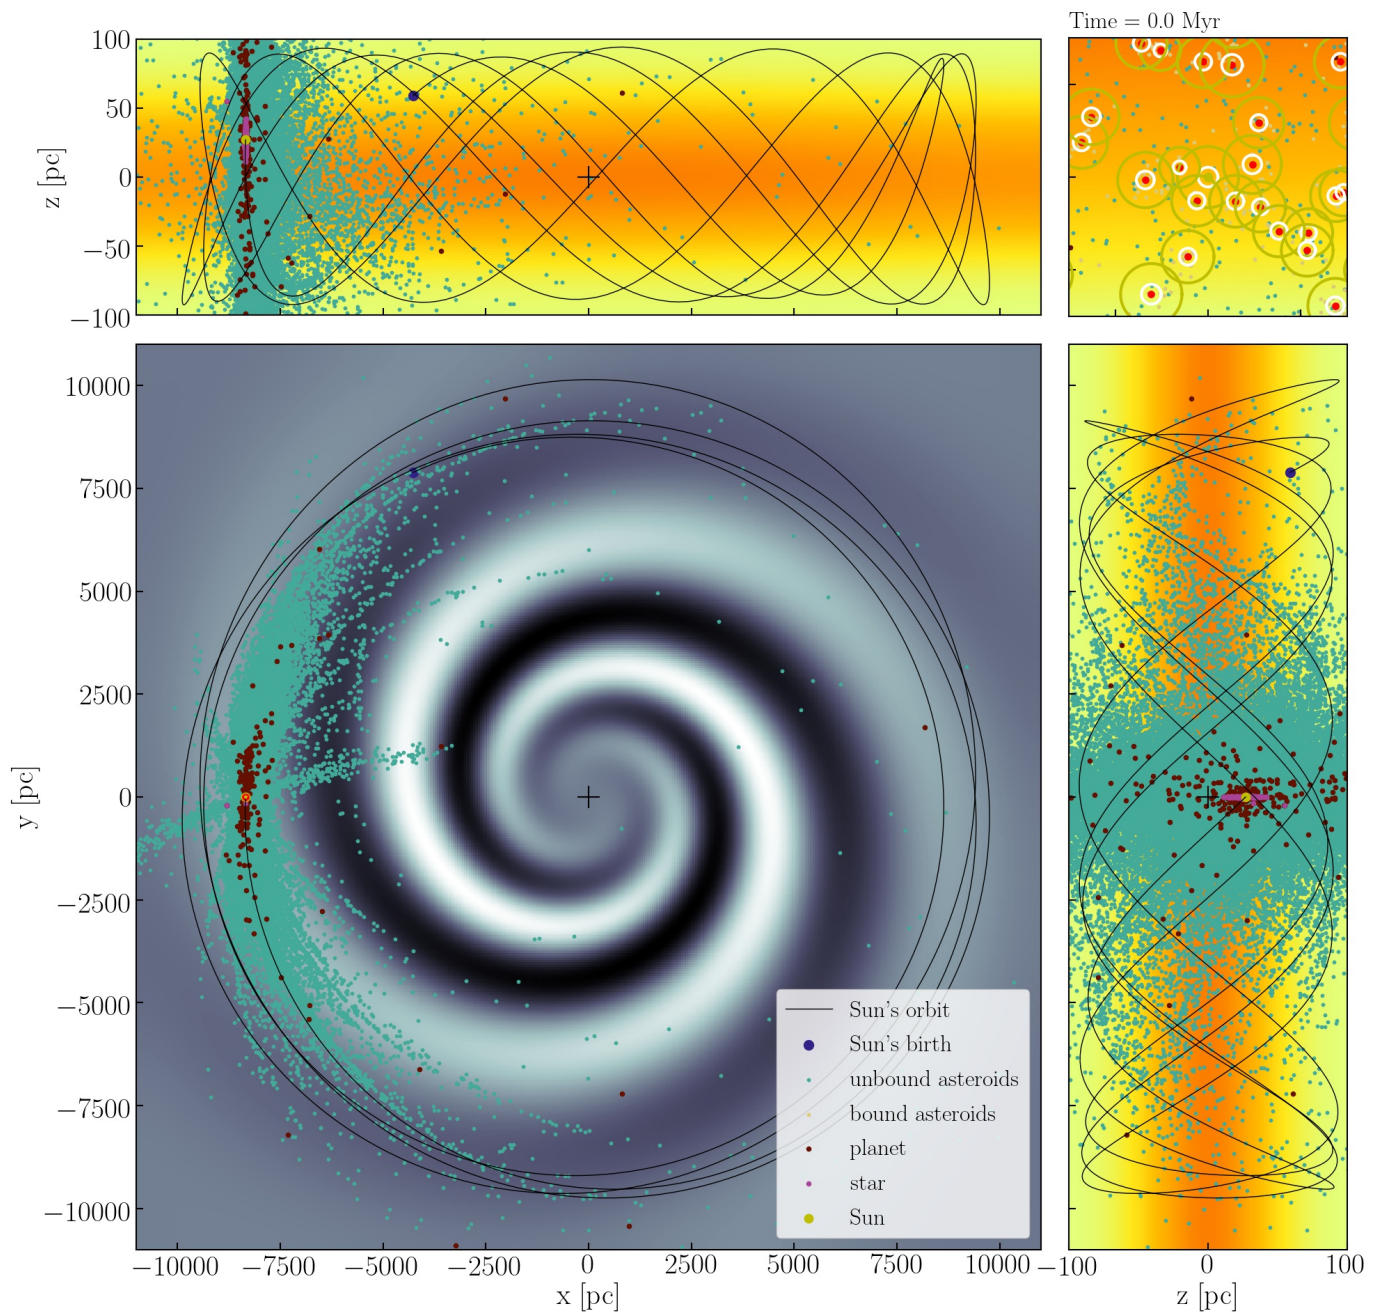 Time = 0.0 Myr
100
50
0
−50
−100
z [pc]
10000
7500
5000
2500
0
−2500
−5000
−7500
−10000
y [pc]
Sun's orbit
Sun's birth
unbound asteroids
bound asteroids
planet
star
Sun
−10000 −7500 −5000 −2500 0 2500 5000 7500 10000
x [pc]
−100 0 100
z [pc]